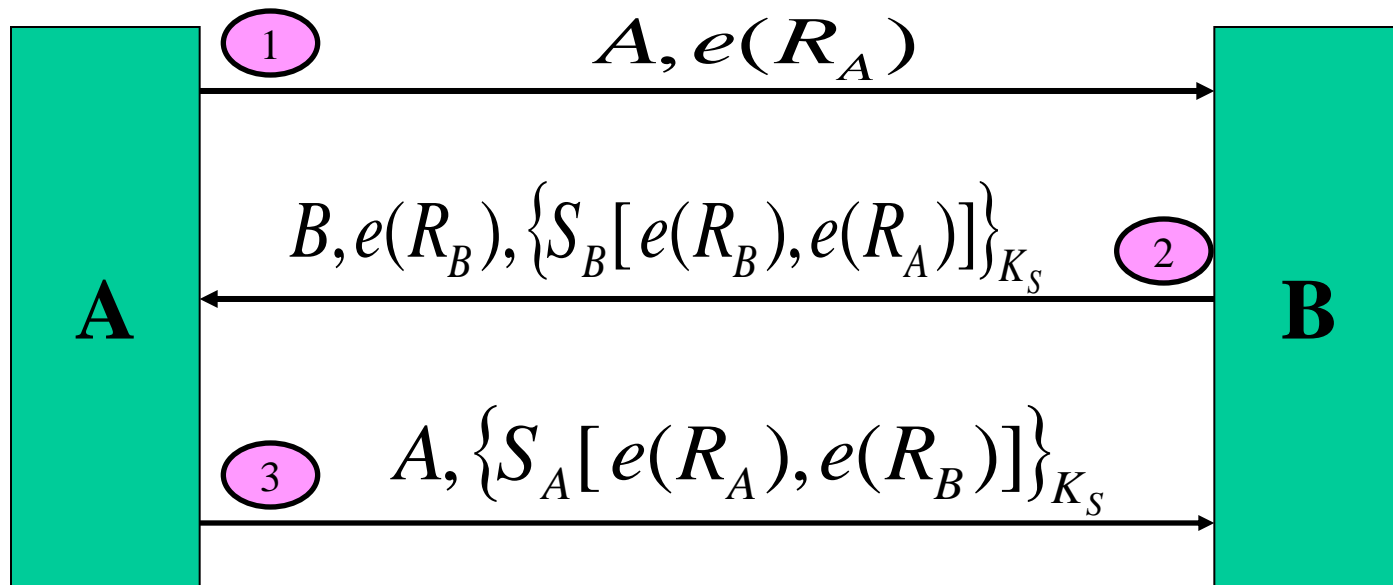 1
A, e(R_A)
B, e(R_B), {S_B[e(R_B), e(R_A)]}_{K_S}
2
A
B
3
A, {S_A[e(R_A), e(R_B)]}_{K_S}